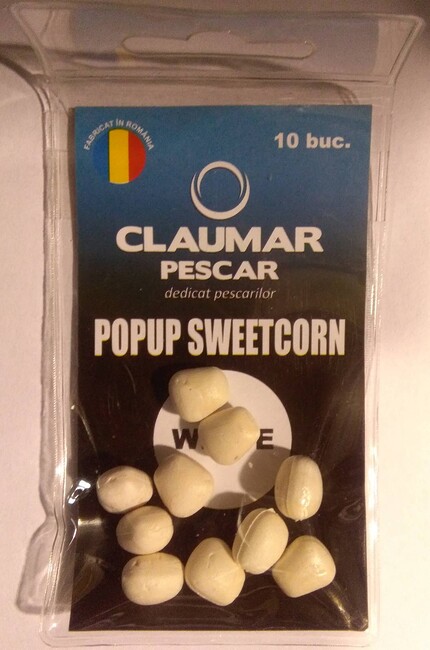 FABRICAT ÎN ROMÂNIA
10 buc.
CLAUMAR
PESCAR
dedicat pescarilor
POPUP SWEETCORN